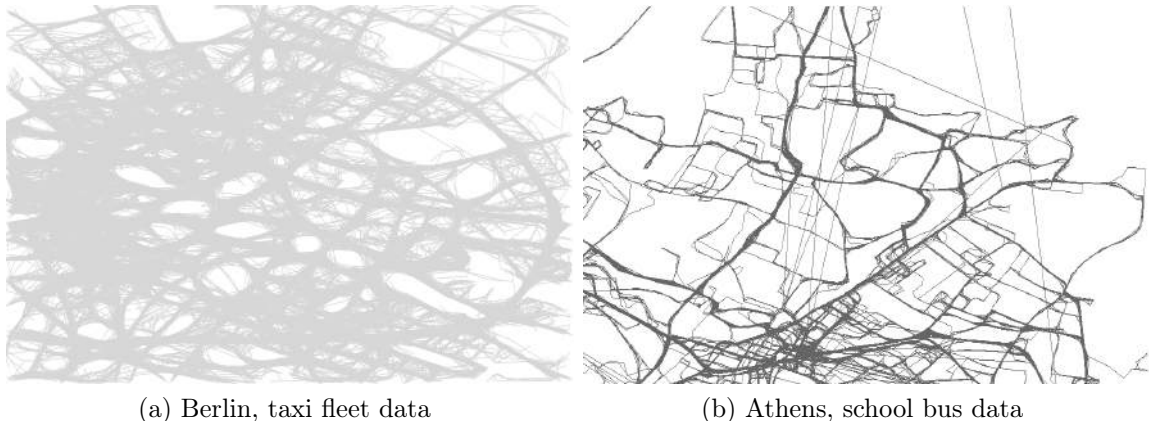 (a) Berlin, taxi fleet data
(b) Athens, school bus data